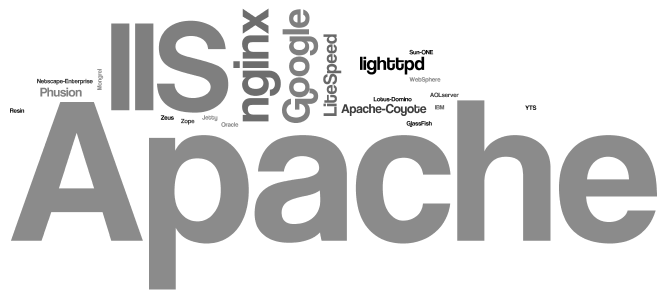 IIS
nginx
Google
LiteSpeed
Sun-ONE
lighttpd
WebSphere
Netscape-Enterprise
Mongrel
Phusion
AOLserver
Lotus-Domino
Resin
Apache-Coyote
IBM
YTS
Zeus
Zope
Jetty
Oracle
GlassFish
Apache